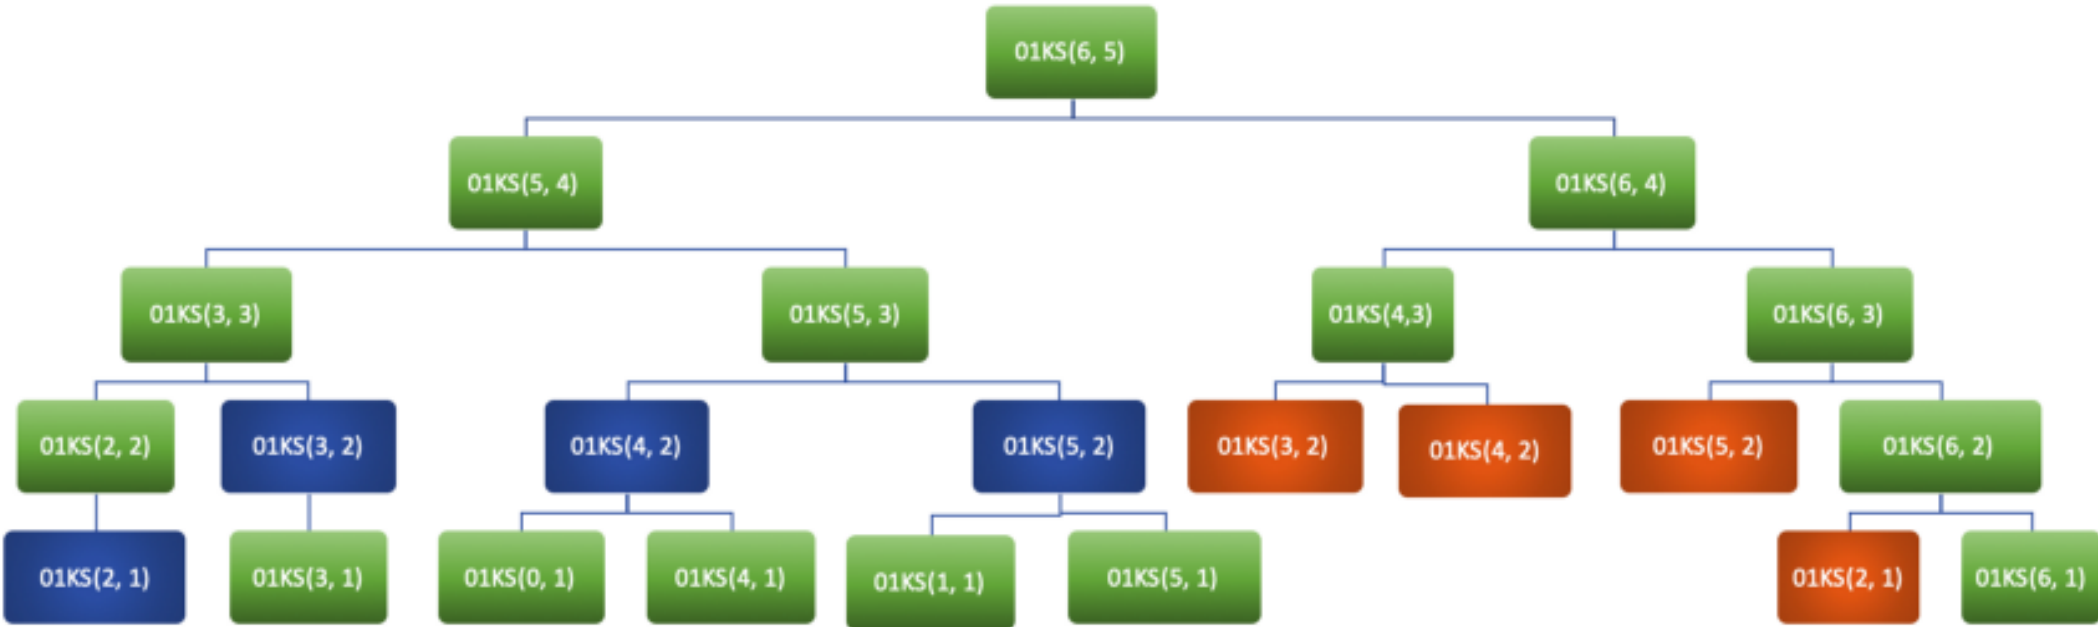 01KS(6, 5)
01KS(5, 4)
01KS(6, 4)
01KS(3, 3)
01KS(5, 3)
01KS(4,3)
01KS(6, 3)
01KS(2, 2)
01KS(3, 2)
01KS(4, 2)
01KS(5, 2)
01KS(3, 2)
01KS(4, 2)
01KS(5, 2)
01KS(6, 2)
01KS(2, 1)
01KS(3, 1)
01KS(0, 1)
01KS(4, 1)
01KS(1, 1)
01KS(5, 1)
01KS(2, 1)
01KS(6, 1)